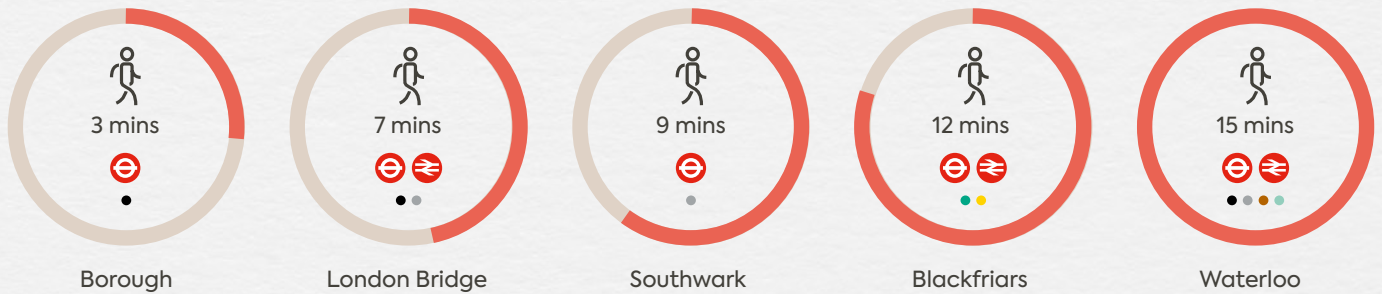 3 mins
Borough
7 mins
London Bridge
9 mins
Southwark
12 mins
Blackfriars
15 mins
Waterloo